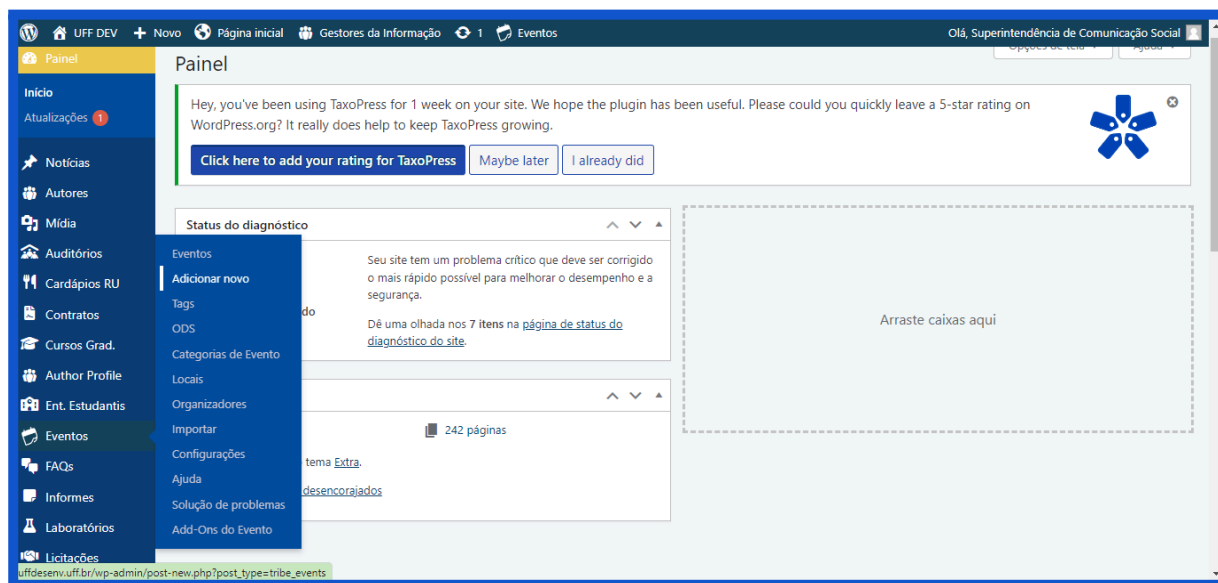 UFF DEV + Novo Página inicial Gestores da Informação 1 Eventos Olá, Superintendência de Comunicação Social
Painel
Painel
Início
Atualizações 1
Hey, you've been using TaxoPress for 1 week on your site. We hope the plugin has been useful. Please could you quickly leave a 5-star rating on
WordPress.org? It really does help to keep TaxoPress growing.
Click here to add your rating for TaxoPress Maybe later I already did
Notícias
Autores
Mídia
Auditórios
Cardápios RU
Contratos
Cursos Grad.
Author Profile
Ent. Estudantis
Eventos
FAQs
Informes
Laboratórios
Licitações
Eventos
Adicionar novo
Tags
ODS
Categorias de Evento
Locais
Organizadores
Importar
Configurações
Ajuda
Solução de problemas
Add-Ons do Evento
Status do diagnóstico
do
Seu site tem um problema crítico que deve ser corrigido
o mais rápido possível para melhorar o desempenho e a
segurança.
Dê uma olhada nos 7 itens na página de status do
diagnóstico do site.
242 páginas
tema Extra.
desencorajados
Arraste caixas aqui
uffdesenv.uff.br/wp-admin/post-new.php?post_type=tribe_events